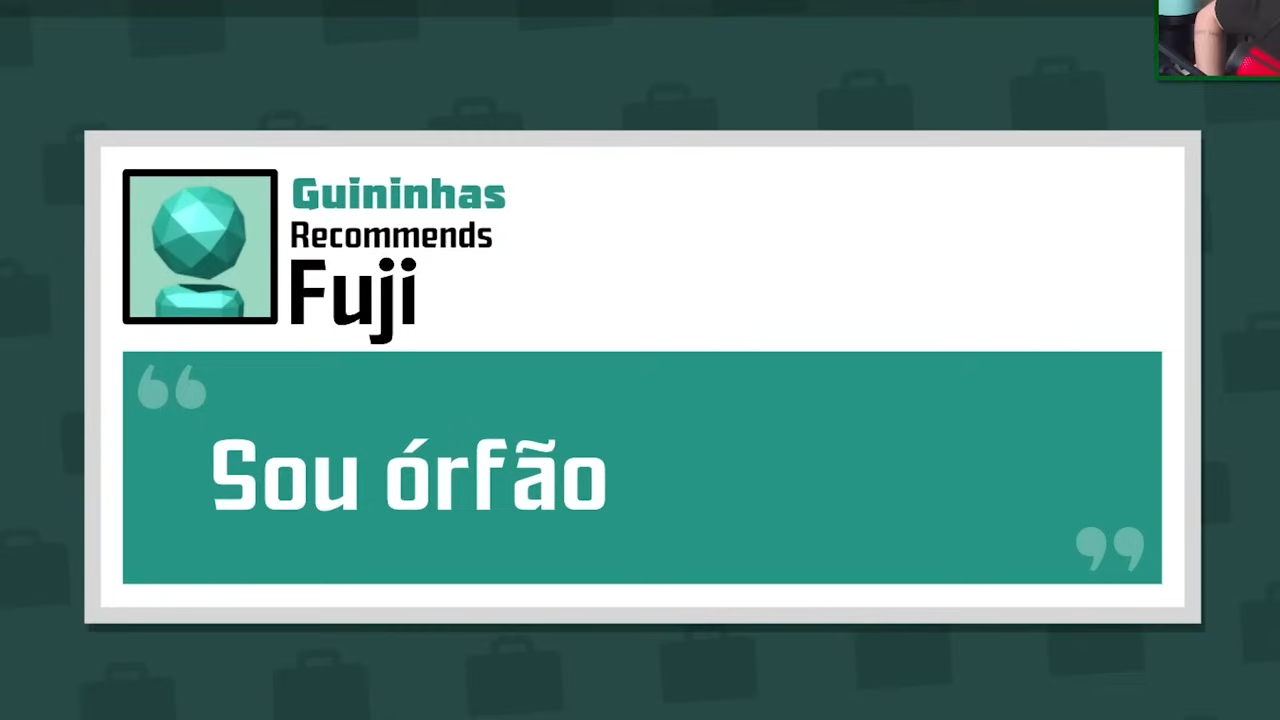 Guininhas
Recommends
Fuji
“
Sou órfão
”